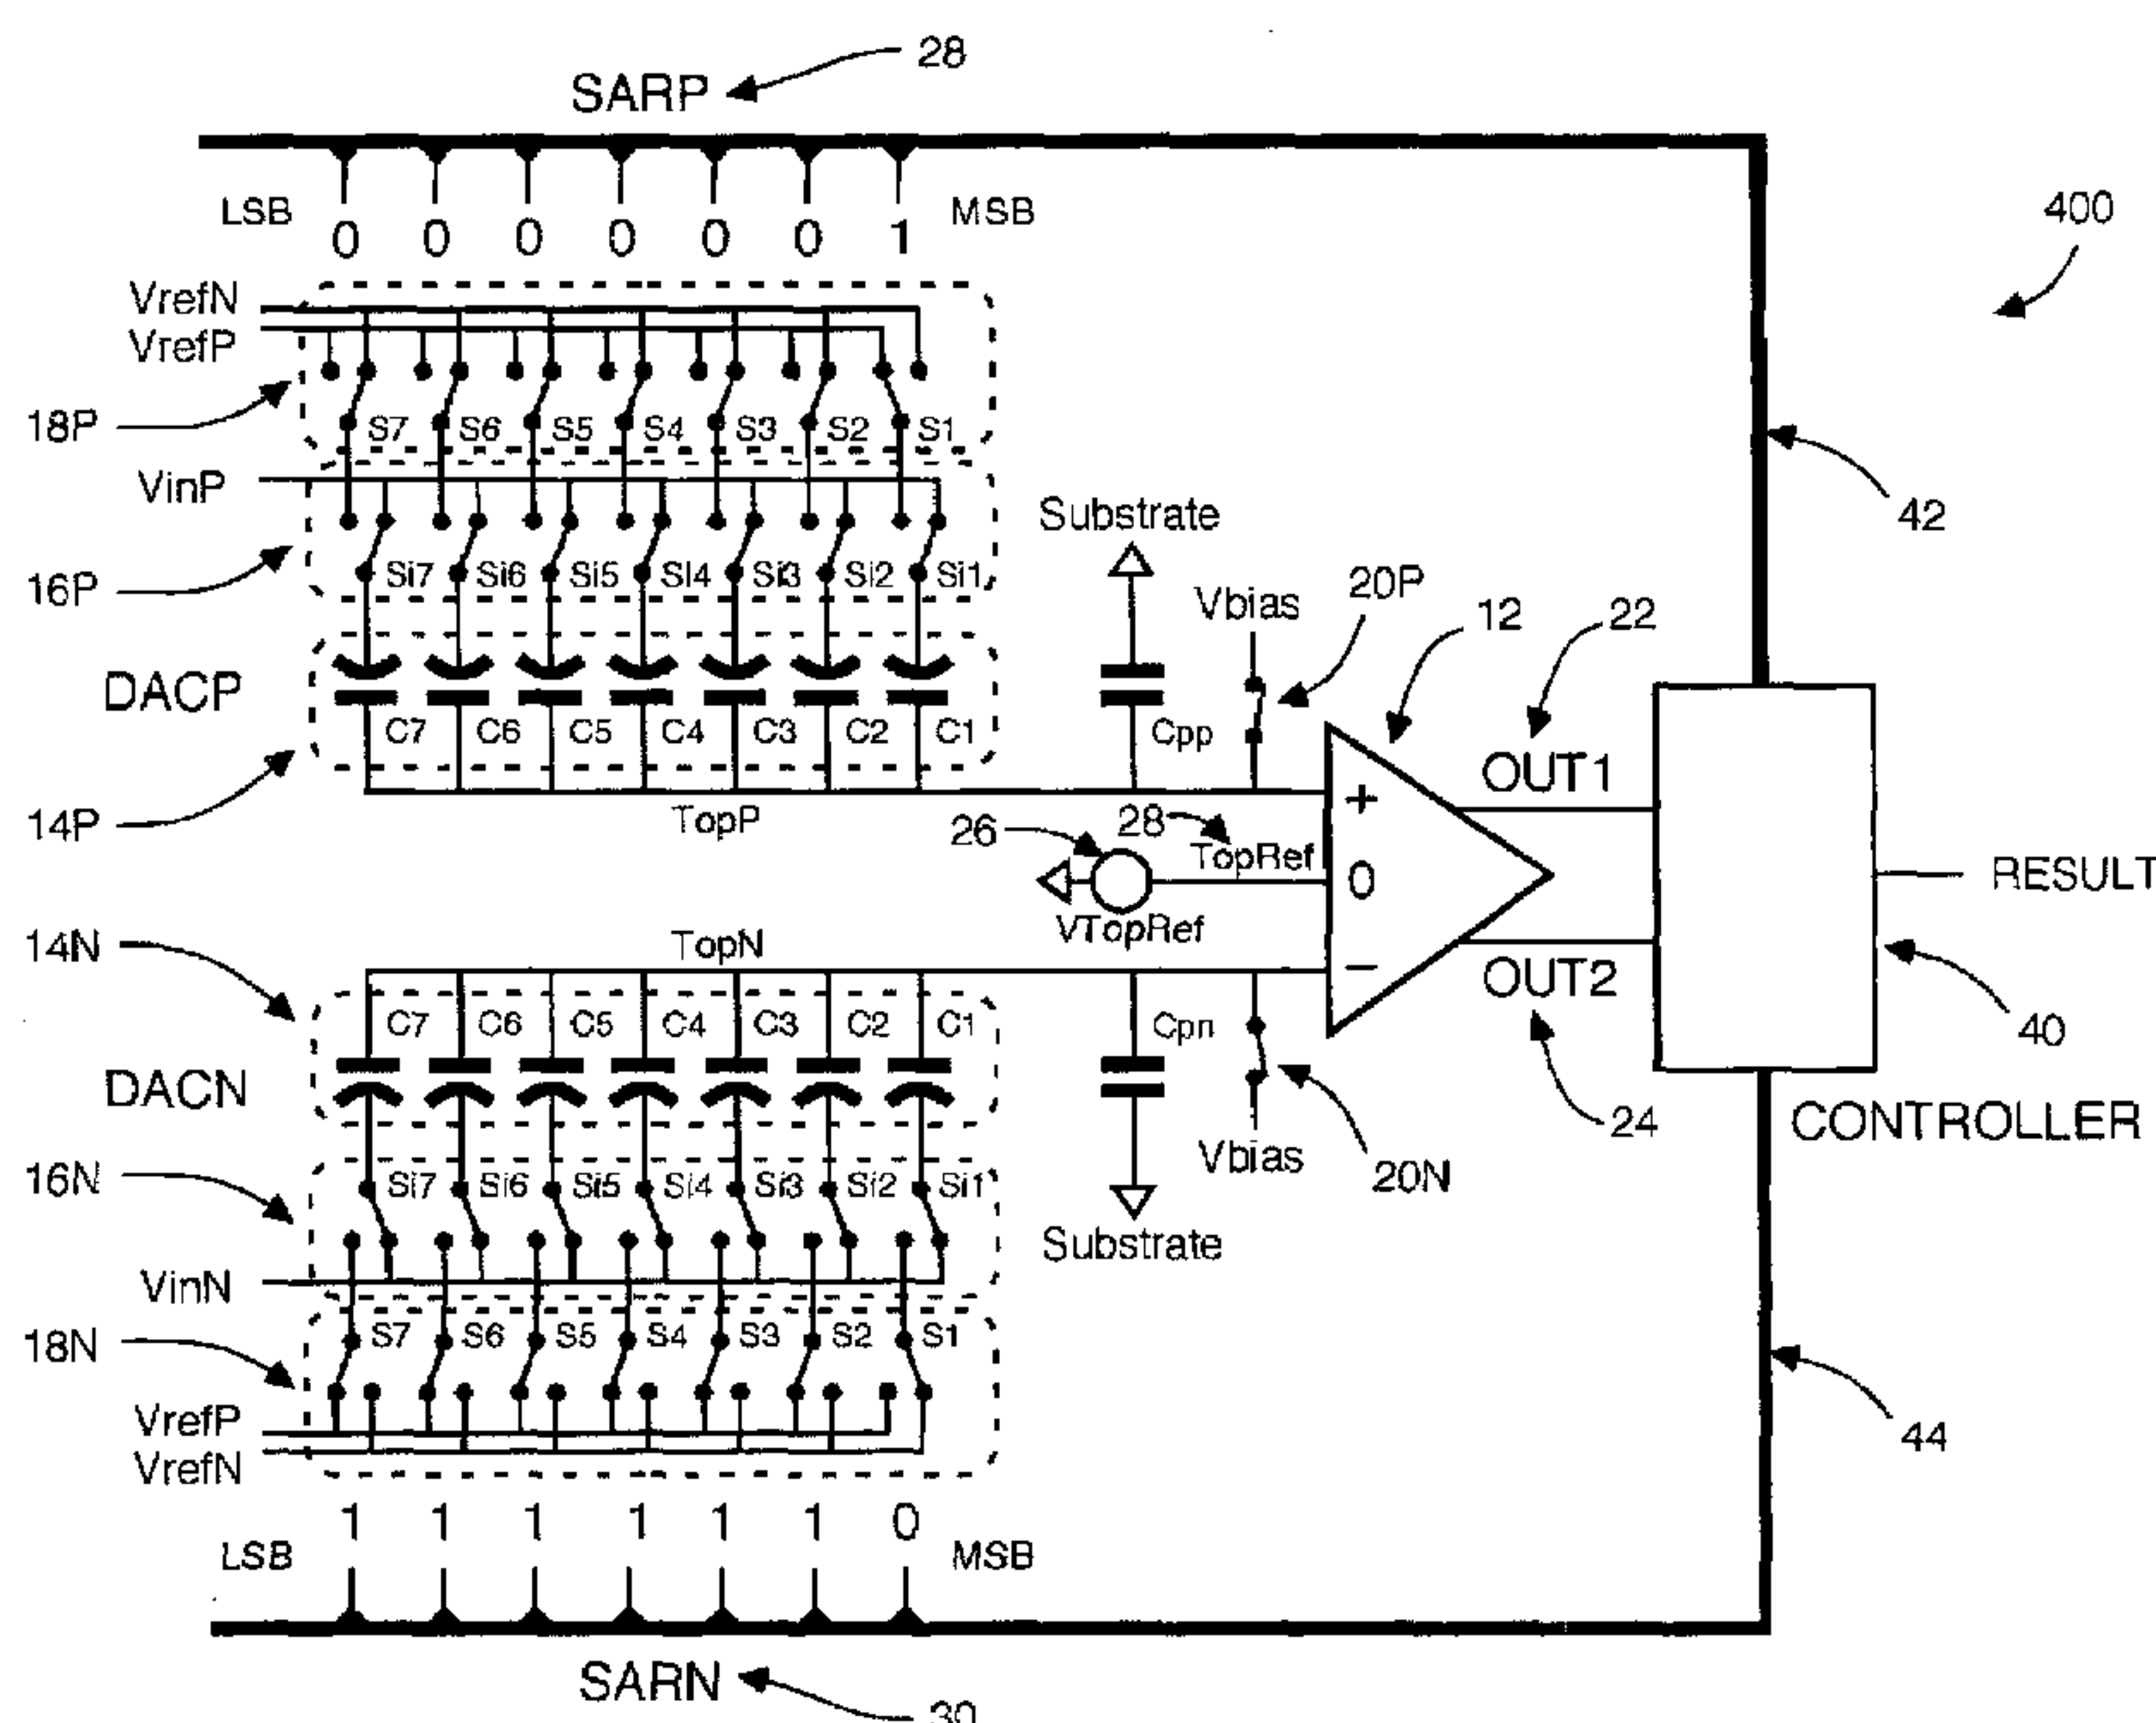 28
SARP
LSB 0 0 0 0 0 0 1 MSB
400
VrefN
VrefP
18P
S7 S6 S5 S4 S3 S2 S1
VinP
42
Substrate
16P
Si7 Si6 Si5 Si4 Si3 Si2 Si1
20P
Vbias
12
22
DACP
C7 C6 C5 C4 C3 C2 C1
Cpp
OUT1
14P
TopP
+
26
28
TopRef
0
RESULT
VTopRef
14N
TopN
−
OUT2
C7 C6 C5 C4 C3 C2 C1
Cpn
40
DACN
24
CONTROLLER
Vbias
20N
16N
Si7 Si6 Si5 Si4 Si3 Si2 Si1
Substrate
VinN
18N
S7 S6 S5 S4 S3 S2 S1
VrefP
VrefN
44
1 1 1 1 1 1 0
LSB MSB
SARN
30